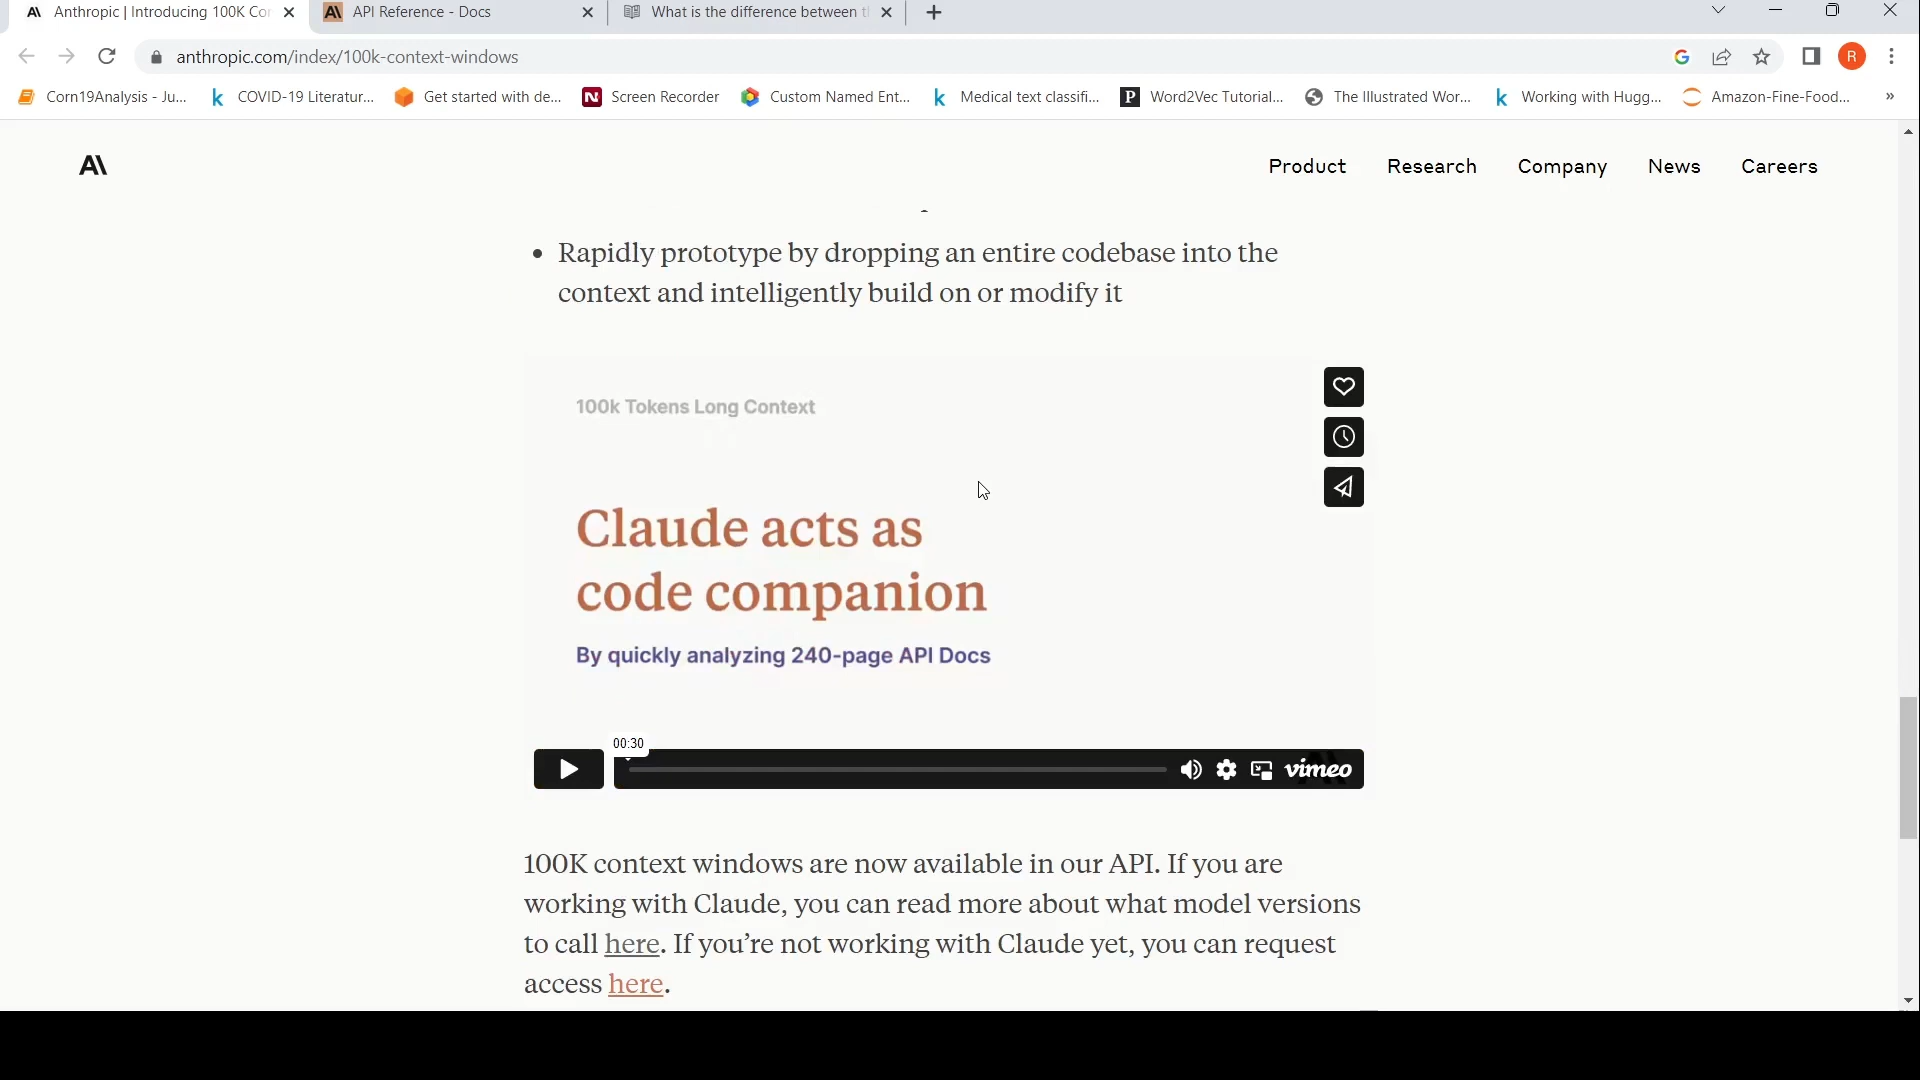 Anthropic | Introducing 100K Co
API Reference - Docs
What is the difference between t
anthropic.com/index/100k-context-windows
R
Corn19Analysis - Ju...
COVID-19 Literatur...
Get started with de...
Screen Recorder
Custom Named Ent...
Medical text classifi...
Word2Vec Tutorial...
The Illustrated Wor...
Working with Hugg...
Amazon-Fine-Food...
»
Product
Research
Company
News
Careers
• Rapidly prototype by dropping an entire codebase into the
context and intelligently build on or modify it
100k Tokens Long Context
Claude acts as
code companion
By quickly analyzing 240-page API Docs
00:30
vimeo
100K context windows are now available in our API. If you are
working with Claude, you can read more about what model versions
to call here. If you’re not working with Claude yet, you can request
access here.